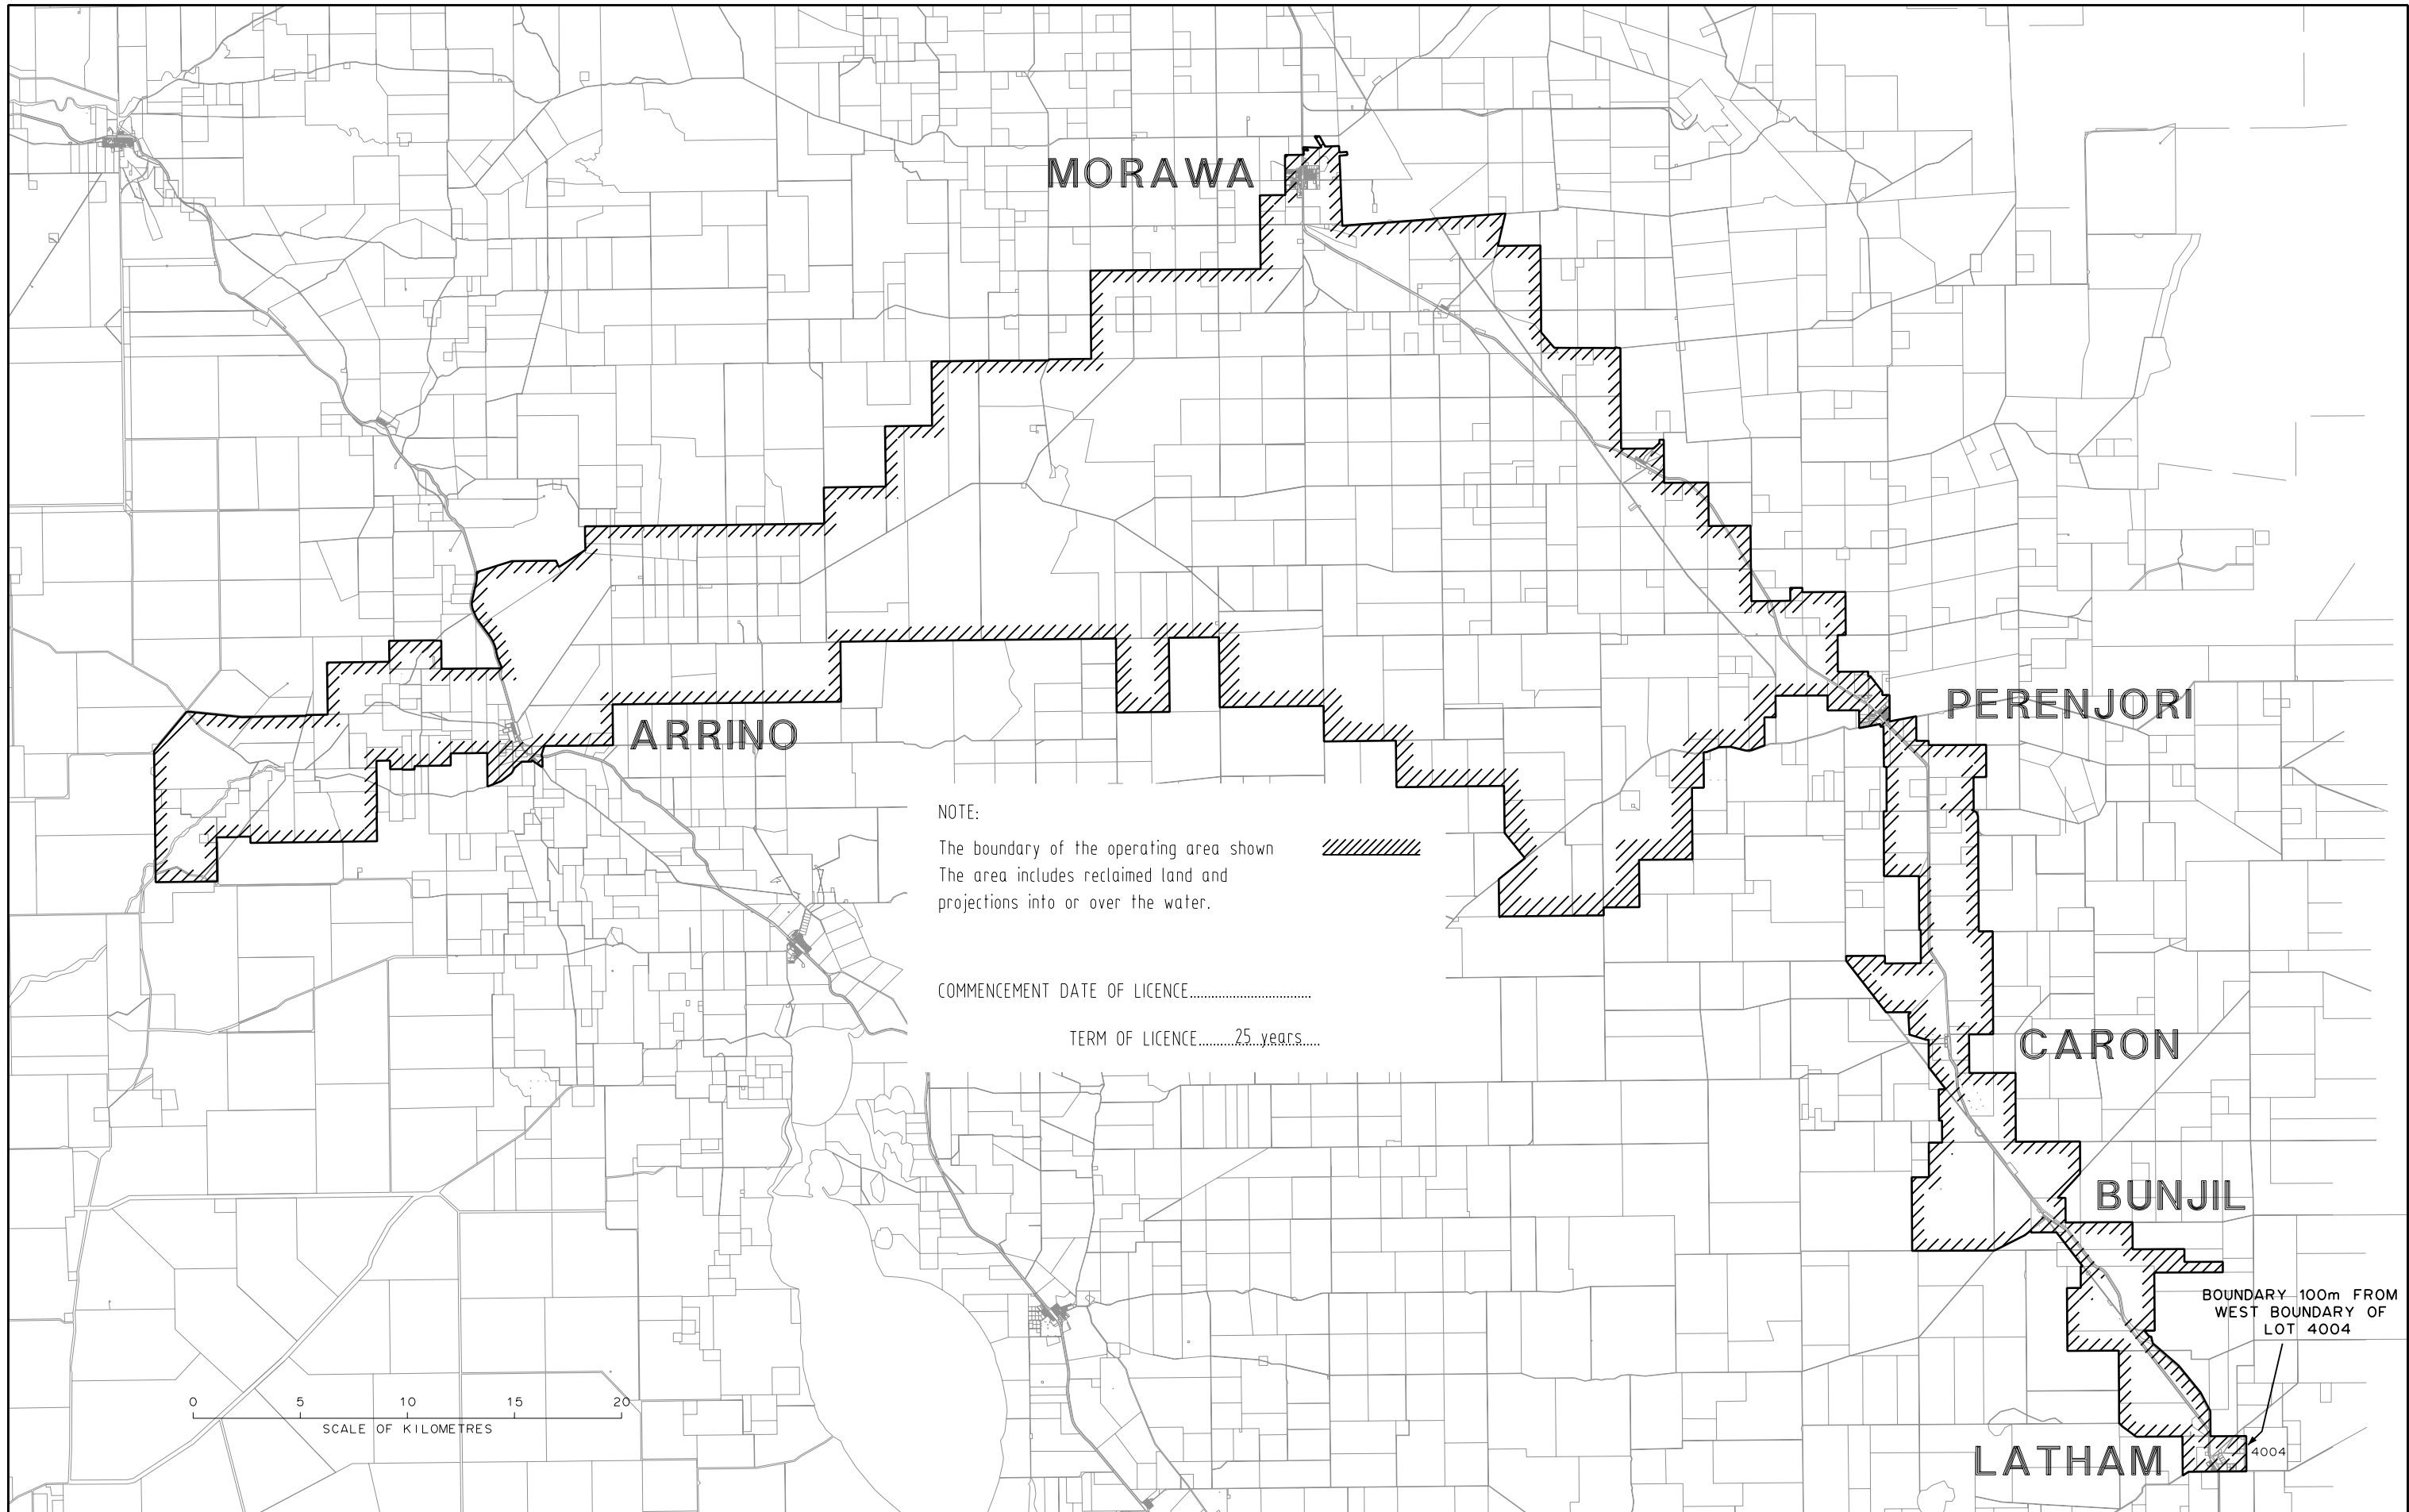 MORAWA
PERENJORI
ARRINO
NOTE:
The boundary of the operating area shown
The area includes reclaimed land and
projections into or over the water.
COMMENCEMENT DATE OF LICENCE................................
TERM OF LICENCE..........25 years.....
CARON
BUNJIL
BOUNDARY 100m FROM
WEST BOUNDARY OF
LOT 4004
0 5 10 15 20
SCALE OF KILOMETRES
LATHAM
4004